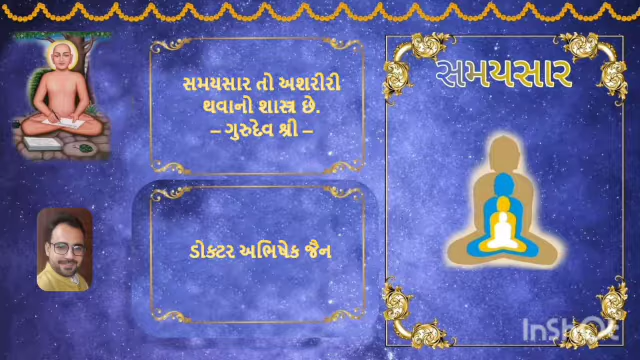 સમયસાર તો અશરીરી
થવાનો શાસ્ત્ર છે.
– ગુરુદેવ શ્રી –
ડોક્ટર અભિષેક જૈન
સમયસાર
InShOt